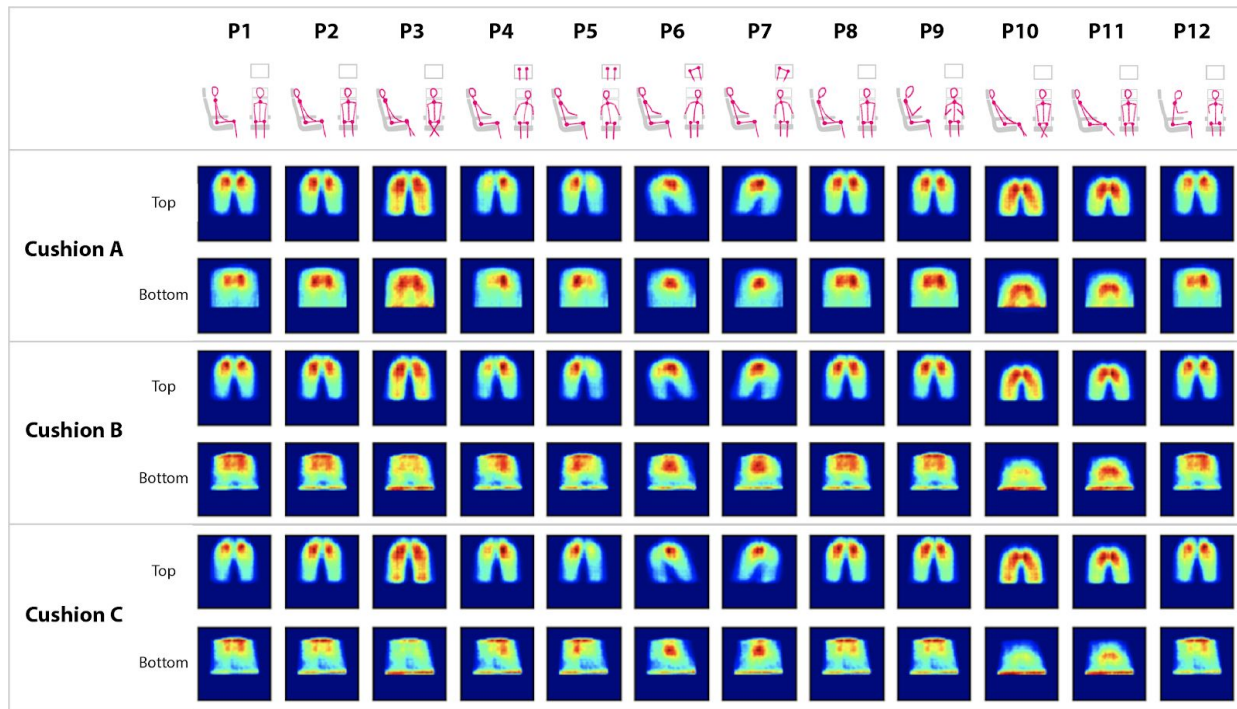 P1 P2 P3 P4 P5 P6 P7 P8 P9 P10 P11 P12
Top
Cushion A
Bottom
Top
Cushion B
Bottom
Top
Cushion C
Bottom